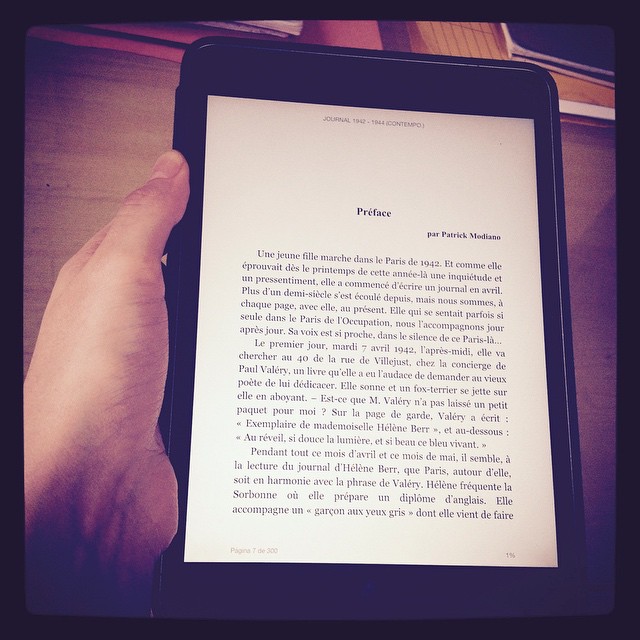 JOURNAL 1942 - 1944 (CONTEMPO.)
Préface
par Patrick Modiano
Une jeune fille marche dans le Paris de 1942. Et comme elle
éprouvait dès le printemps de cette année-là une inquiétude et
un pressentiment, elle a commencé d'écrire un journal en avril.
Plus d'un demi-siècle s'est écoulé depuis, mais nous sommes, à
chaque page, avec elle, au présent. Elle qui se sentait parfois si
seule dans le Paris de l'Occupation, nous l'accompagnons jour
après jour. Sa voix est si proche, dans le silence de ce Paris-là...
Le premier jour, mardi 7 avril 1942, l'après-midi, elle va
chercher au 40 de la rue de Villejust, chez la concierge de
Paul Valéry, un livre qu'elle a eu l'audace de demander au vieux
poète de lui dédicacer. Elle sonne et un fox-terrier se jette sur
elle en aboyant. – Est-ce que M. Valéry n'a pas laissé un petit
paquet pour moi ? Sur la page de garde, Valéry a écrit :
« Exemplaire de mademoiselle Hélène Berr », et au-dessous :
« Au réveil, si douce la lumière, et si beau ce bleu vivant. »
Pendant tout ce mois d'avril et ce mois de mai, il semble, à
la lecture du journal d'Hélène Berr, que Paris, autour d'elle,
soit en harmonie avec la phrase de Valéry. Hélène fréquente la
Sorbonne où elle prépare un diplôme d'anglais. Elle
accompagne un « garçon aux yeux gris » dont elle vient de faire
Página 7 de 300
1%